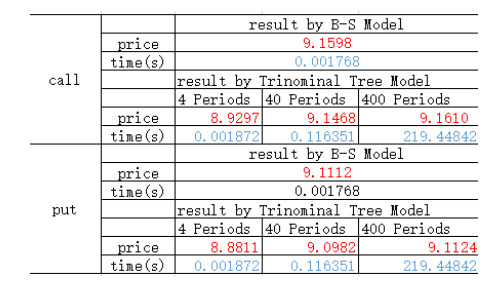 result by B-S Model
price 9.1598
time(s) 0.001768
call result by Trinominal Tree Model
4 Periods 40 Periods 400 Periods
price 8.9297 9.1468 9.1610
time(s) 0.001872 0.116351 219.44842
result by B-S Model
price 9.1112
time(s) 0.001768
put result by Trinominal Tree Model
4 Periods 40 Periods 400 Periods
price 8.8811 9.0982 9.1124
time(s) 0.001872 0.116351 219.44842